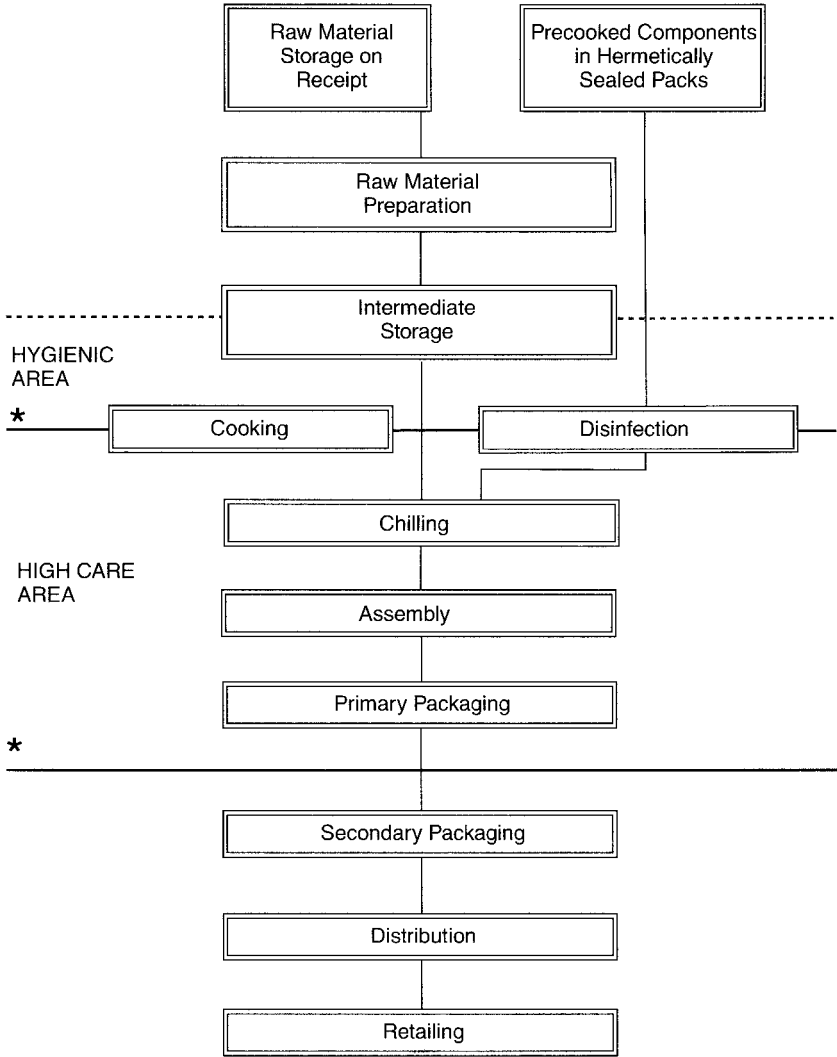 Raw Material
Storage on
Receipt
Precooked Components
in Hermetically
Sealed Packs
Raw Material
Preparation
Intermediate
Storage
HYGIENIC
AREA
*
Cooking
Disinfection
Chilling
HIGH CARE
AREA
Assembly
Primary Packaging
*
Secondary Packaging
Distribution
Retailing